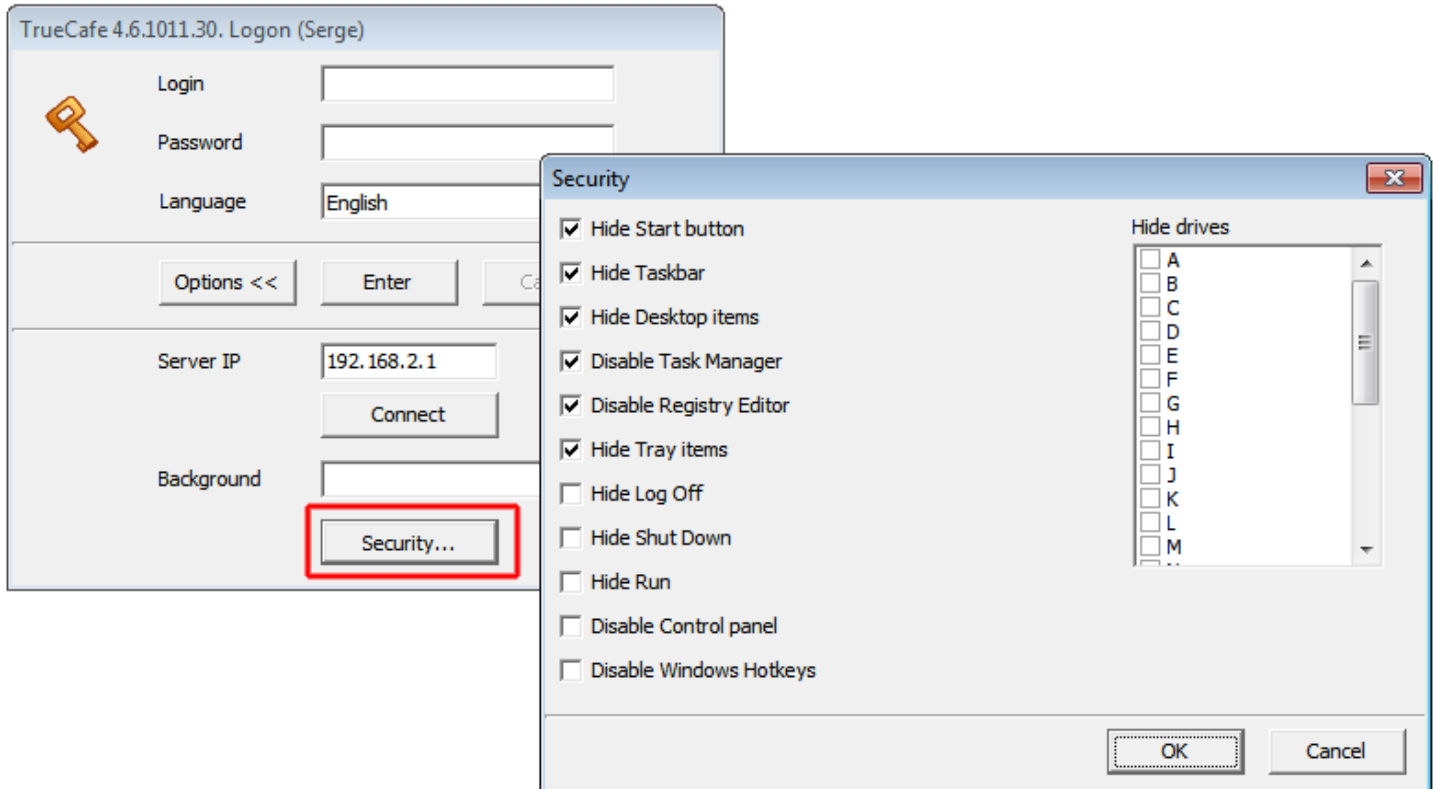 TrueCafe 4.6.1011.30. Logon (Serge)
Login
Password
Language English
Options << Enter
Server IP 192.168.2.1
Connect
Background
Security...
Security
Hide Start button
Hide Taskbar
Hide Desktop items
Disable Task Manager
Disable Registry Editor
Hide Tray items
Hide Log Off
Hide Shut Down
Hide Run
Disable Control panel
Disable Windows Hotkeys
Hide drives
A
B
C
D
E
F
G
H
I
J
K
L
M
OK Cancel